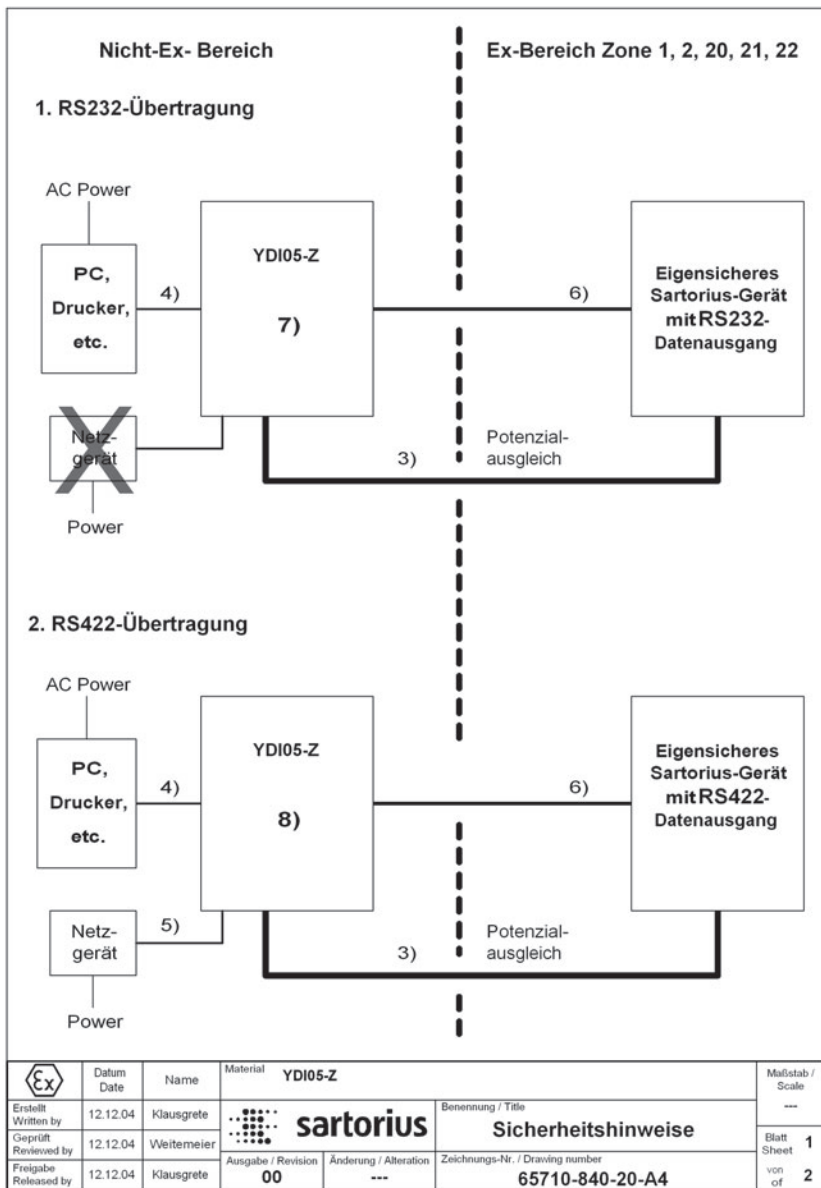 Nicht-Ex- Bereich
Ex-Bereich Zone 1, 2, 20, 21, 22
1. RS232-Übertragung
AC Power
PC,
Drucker,
etc.
4)
YDI05-Z
7)
6)
Eigensicheres
Sartorius-Gerät
mit RS232-
Datenausgang
Netz-
gerät
Power
3)
Potenzial-
ausgleich
2. RS422-Übertragung
AC Power
PC,
Drucker,
etc.
4)
YDI05-Z
8)
6)
Eigensicheres
Sartorius-Gerät
mit RS422-
Datenausgang
Netz-
gerät
5)
Power
3)
Potenzial-
ausgleich
Ex
Datum
Date
Name
Material YDI05-Z
Maßstab /
Scale
---
Erstellt
Written by
12.12.04
Klausgrete
Geprüft
Reviewed by
12.12.04
Weitemeier
Freigabe
Released by
12.12.04
Klausgrete
sartorius
Benennung / Title
Sicherheitshinweise
Ausgabe / Revision
00
Änderung / Alteration
---
Zeichnungs-Nr. / Drawing number
65710-840-20-A4
Blatt
Sheet 1
von
of 2